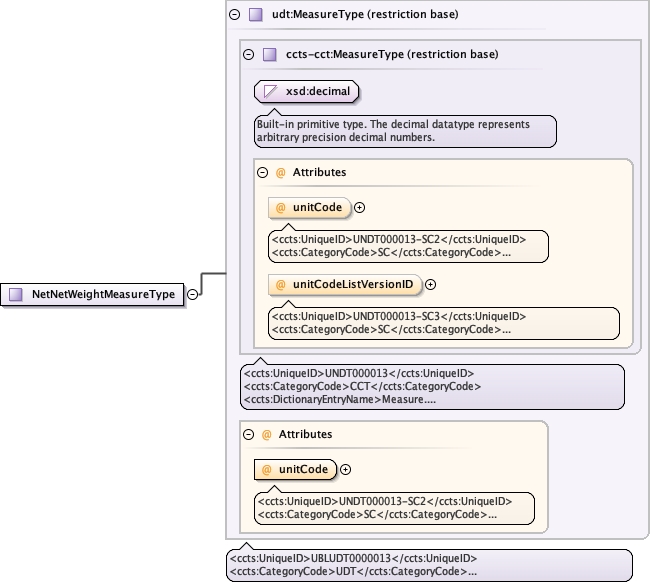 udt:MeasureType (restriction base)
ccts-cct:MeasureType (restriction base)
xsd:decimal
Built-in primitive type. The decimal datatype represents
arbitrary precision decimal numbers.
@ Attributes
@ unitCode
<ccts:UniqueID>UNDT000013-SC2</ccts:UniqueID>
<ccts:CategoryCode>SC</ccts:CategoryCode>...
@ unitCodeListVersionID
<ccts:UniqueID>UNDT000013-SC3</ccts:UniqueID>
<ccts:CategoryCode>SC</ccts:CategoryCode>...
NetNetWeightMeasureType
<ccts:UniqueID>UNDT000013</ccts:UniqueID>
<ccts:CategoryCode>CCT</ccts:CategoryCode>
<ccts:DictionaryEntryName>Measure....
@ Attributes
@ unitCode
<ccts:UniqueID>UNDT000013-SC2</ccts:UniqueID>
<ccts:CategoryCode>SC</ccts:CategoryCode>...
<ccts:UniqueID>UBLUDT0000013</ccts:UniqueID>
<ccts:CategoryCode>UDT</ccts:CategoryCode>...